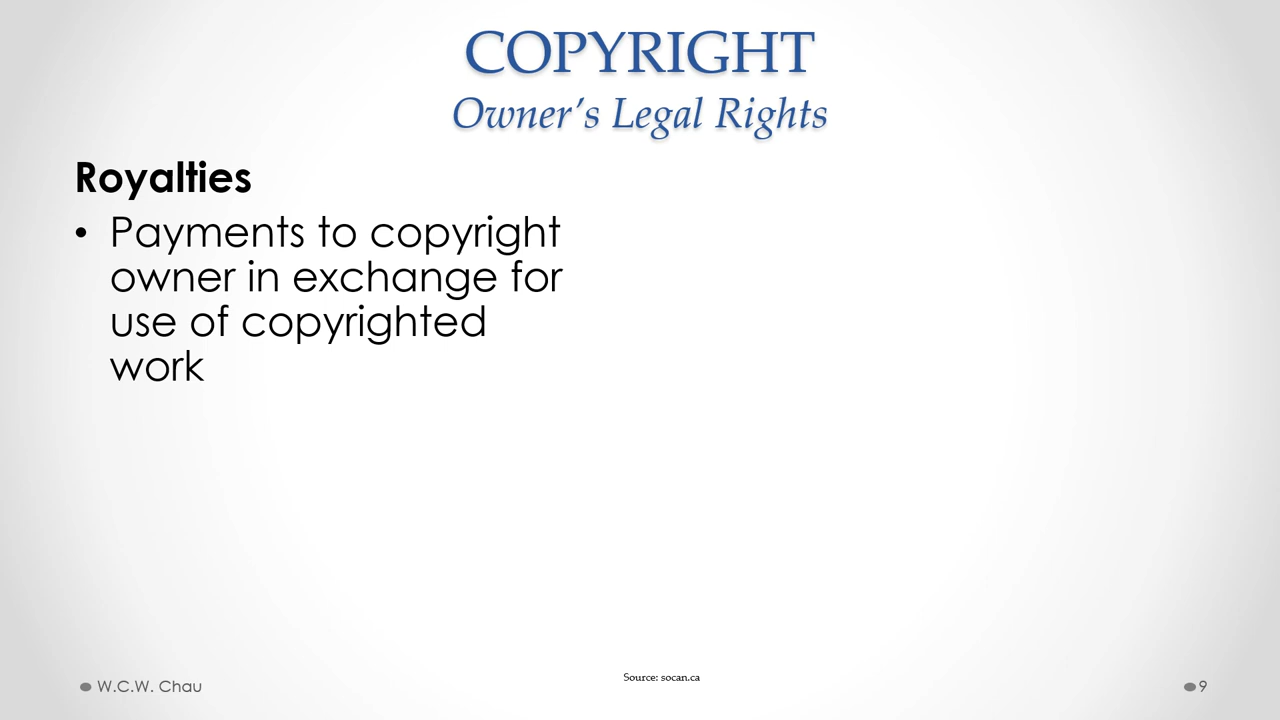 COPYRIGHT
Owner’s Legal Rights
Royalties
• Payments to copyright
owner in exchange for
use of copyrighted
work
Source: socan.ca
W.C.W. Chau
9